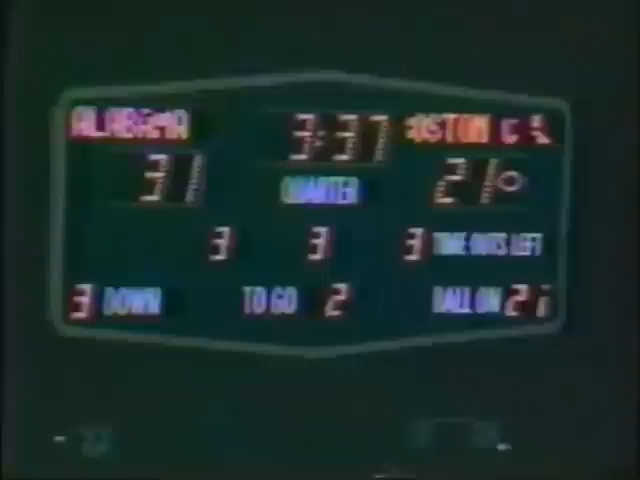 ALABAMA 3:37 OSTON C
31 QUARTER 21
3 3 3 TIME OUTS LEFT
3 DOWN TO GO 2 BALL ON 21